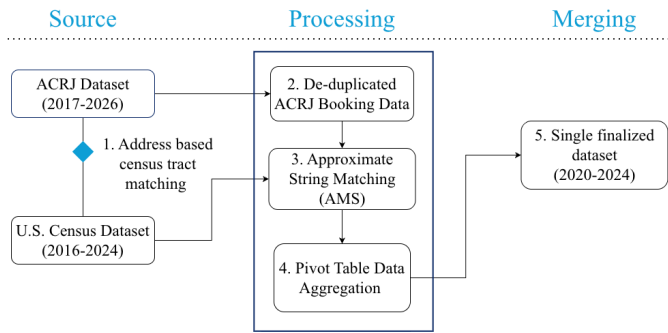 Source
Processing
Merging
ACRJ Dataset
(2017-2026)
1. Address based
census tract
matching
U.S. Census Dataset
(2016-2024)
2. De-duplicated
ACRJ Booking Data
3. Approximate
String Matching
(AMS)
4. Pivot Table Data
Aggregation
5. Single finalized
dataset
(2020-2024)